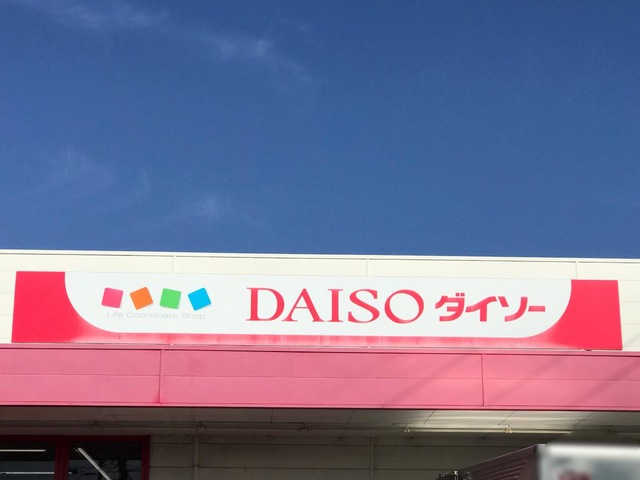 DAISO ダイソー
Life Coordinate Shop